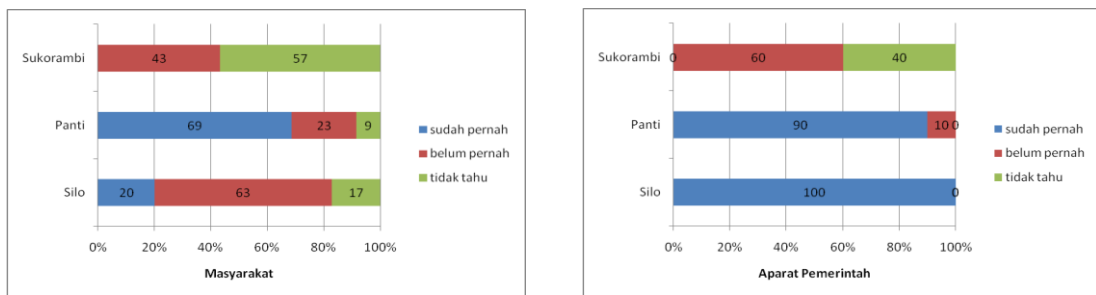 Sukorambi 43 57
Panti 69 23 9
Silo 20 63 17
0% 20% 40% 60% 80% 100%
Masyarakat
sudah pernah
belum pernah
tidak tahu
Sukorambi 0 60 40
Panti 90 10 0
Silo 100 0
0% 20% 40% 60% 80% 100%
Aparat Pemerintah
sudah pernah
belum pernah
tidak tahu